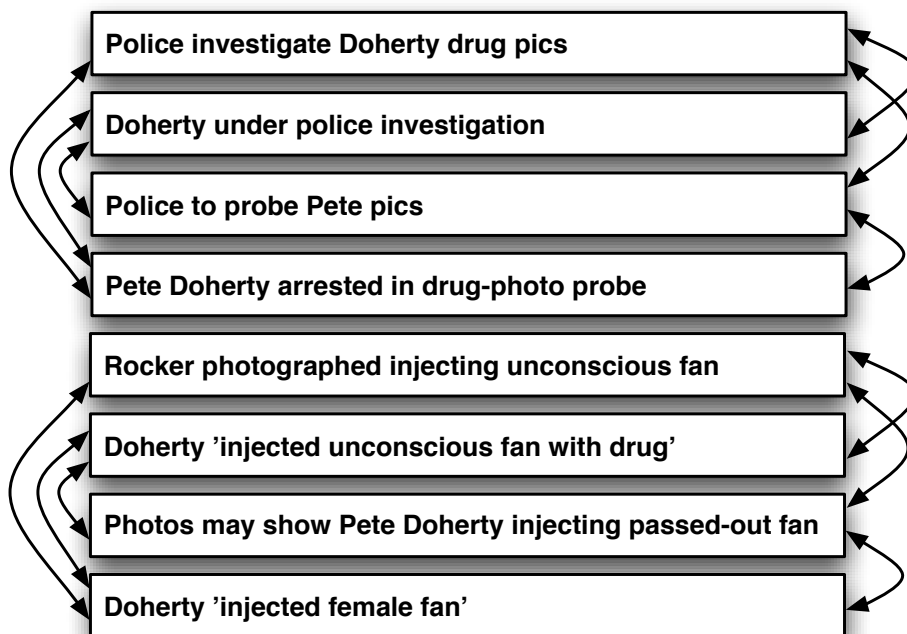 Police investigate Doherty drug pics
Doherty under police investigation
Police to probe Pete pics
Pete Doherty arrested in drug-photo probe
Rocker photographed injecting unconscious fan
Doherty ’injected unconscious fan with drug’
Photos may show Pete Doherty injecting passed-out fan
Doherty ’injected female fan’